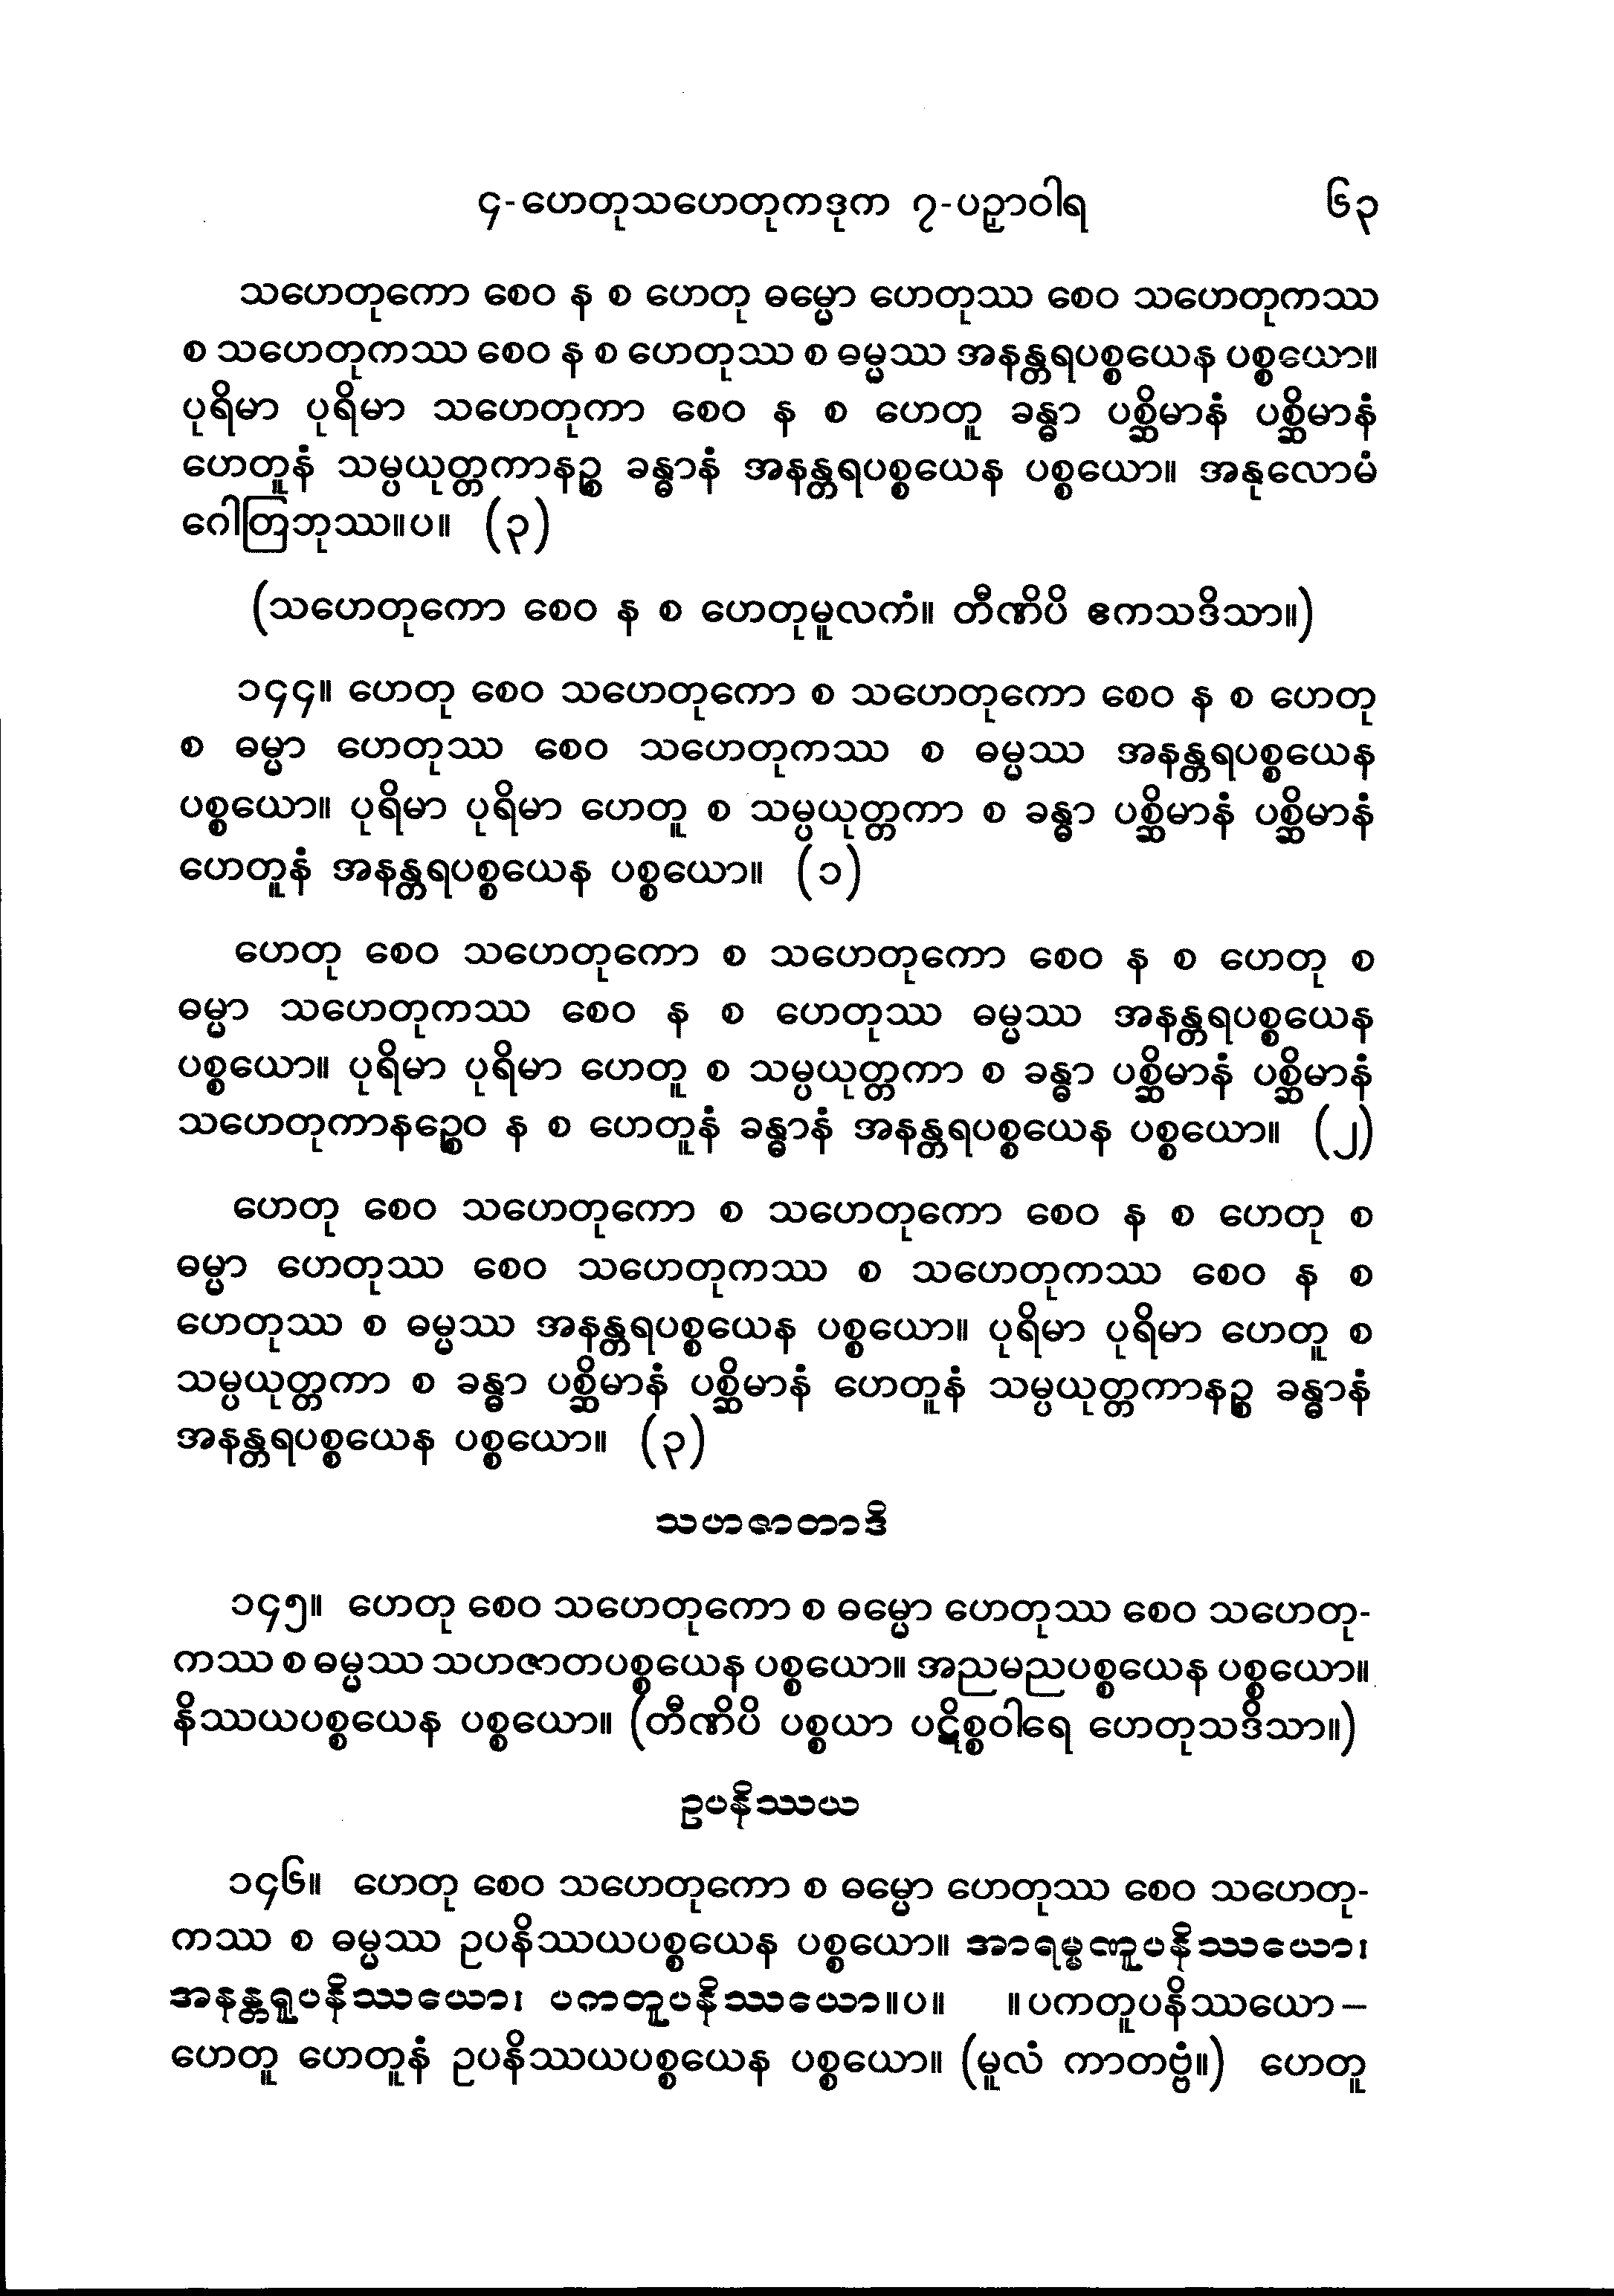 ၄-ဟေတုသဟေတုကဒုက ၇-ပဉှာဝါရ ၆၃
သဟေတုကော စေဝ န စ ဟေတု ဓမ္မော ဟေတုဿ စေဝ သဟေတုကဿ
စ သဟေတုကဿ စေဝ န စ ဟေတုဿ စ ဓမ္မဿ အနန္တရပစ္စယေန ပစ္စယော။
ပုရိမာ ပုရိမာ သဟေတုကာ စေဝ န စ ဟေတူ ခန္ဓာ ပစ္ဆိမာနံ ပစ္ဆိမာနံ
ဟေတူနံ သမ္ပယုတ္တကာနဉ္စ ခန္ဓာနံ အနန္တရပစ္စယေန ပစ္စယော။ အနုလောမံ
ဂေါတြဘုဿ။ပ။ (၃)
(သဟေတုကော စေဝ န စ ဟေတုမူလကံ။ တီဏိပိ ဧကသဒိသာ။)
၁၄၄။ ဟေတု စေဝ သဟေတုကော စ သဟေတုကော စေဝ န စ ဟေတု
စ ဓမ္မာ ဟေတုဿ စေဝ သဟေတုကဿ စ ဓမ္မဿ အနန္တရပစ္စယေန
ပစ္စယော။ ပုရိမာ ပုရိမာ ဟေတူ စ သမ္ပယုတ္တကာ စ ခန္ဓာ ပစ္ဆိမာနံ ပစ္ဆိမာနံ
ဟေတူနံ အနန္တရပစ္စယေန ပစ္စယော။ (၁)
ဟေတု စေဝ သဟေတုကော စ သဟေတုကော စေဝ န စ ဟေတု စ
ဓမ္မာ သဟေတုကဿ စေဝ န စ ဟေတုဿ ဓမ္မဿ အနန္တရပစ္စယေန
ပစ္စယော။ ပုရိမာ ပုရိမာ ဟေတူ စ သမ္ပယုတ္တကာ စ ခန္ဓာ ပစ္ဆိမာနံ ပစ္ဆိမာနံ
သဟေတုကာနဉ္စေဝ န စ ဟေတူနံ ခန္ဓာနံ အနန္တရပစ္စယေန ပစ္စယော။ (၂)
ဟေတု စေဝ သဟေတုကော စ သဟေတုကော စေဝ န စ ဟေတု စ
ဓမ္မာ ဟေတုဿ စေဝ သဟေတုကဿ စ သဟေတုကဿ စေဝ န စ
ဟေတုဿ စ ဓမ္မဿ အနန္တရပစ္စယေန ပစ္စယော။ ပုရိမာ ပုရိမာ ဟေတူ စ
သမ္ပယုတ္တကာ စ ခန္ဓာ ပစ္ဆိမာနံ ပစ္ဆိမာနံ ဟေတူနံ သမ္ပယုတ္တကာနဉ္စ ခန္ဓာနံ
အနန္တရပစ္စယေန ပစ္စယော။ (၃)
သဟဇာတာဒိ
၁၄၅။ ဟေတု စေဝ သဟေတုကော စ ဓမ္မော ဟေတုဿ စေဝ သဟေတု-
ကဿ စ ဓမ္မဿ သဟဇာတပစ္စယေန ပစ္စယော။ အညမညပစ္စယေန ပစ္စယော။
နိဿယပစ္စယေန ပစ္စယော။ (တီဏိပိ ပစ္စယာ ပဋိစ္စဝါရေ ဟေတုသဒိသာ။)
ဥပနိဿယ
၁၄၆။ ဟေတု စေဝ သဟေတုကော စ ဓမ္မော ဟေတုဿ စေဝ သဟေတု-
ကဿ စ ဓမ္မဿ ဥပနိဿယပစ္စယေန ပစ္စယော။ အာရမ္မဏူပနိဿယော၊
အနန္တရူပနိဿယော၊ ပကတူပနိဿယော။ပ။ ။ပကတူပနိဿယော–
ဟေတူ ဟေတူနံ ဥပနိဿယပစ္စယေန ပစ္စယော။ (မူလံ ကာတဗ္ဗံ။) ဟေတူ